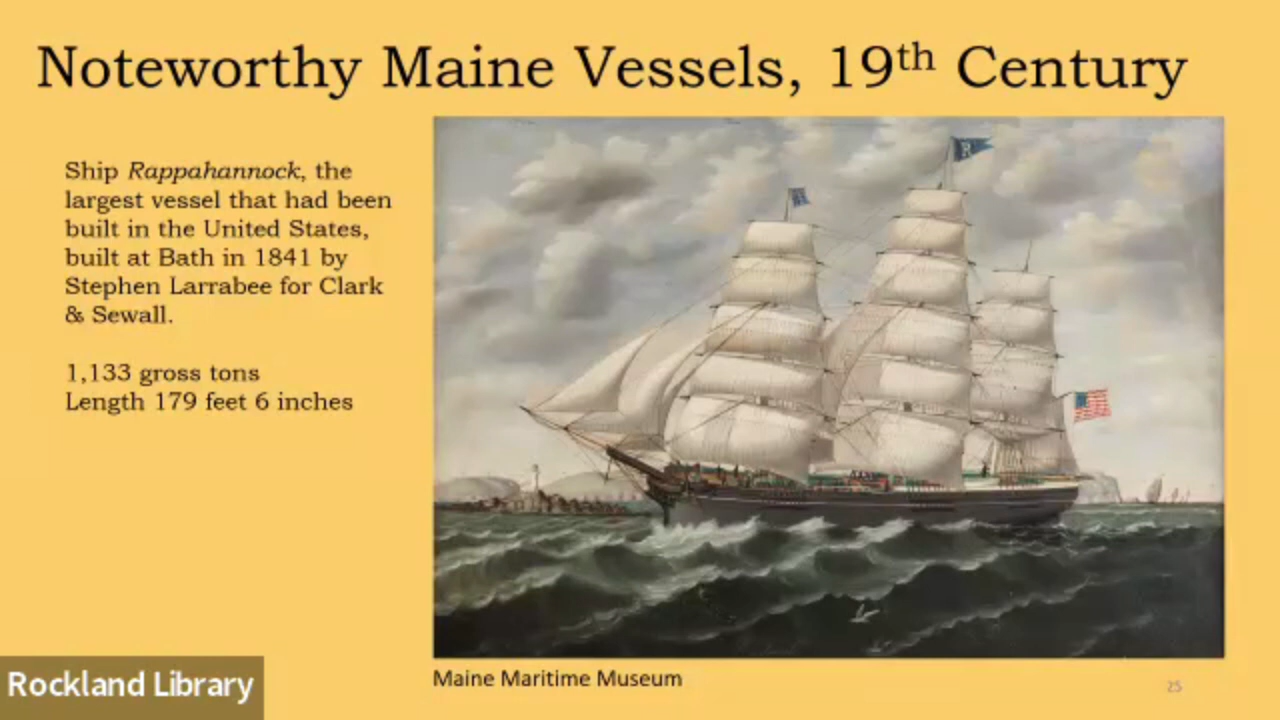 Noteworthy Maine Vessels, 19th Century
Ship Rappahannock, the
largest vessel that had been
built in the United States,
built at Bath in 1841 by
Stephen Larrabee for Clark
& Sewall.
1,133 gross tons
Length 179 feet 6 inches
R
Maine Maritime Museum
25
Rockland Library